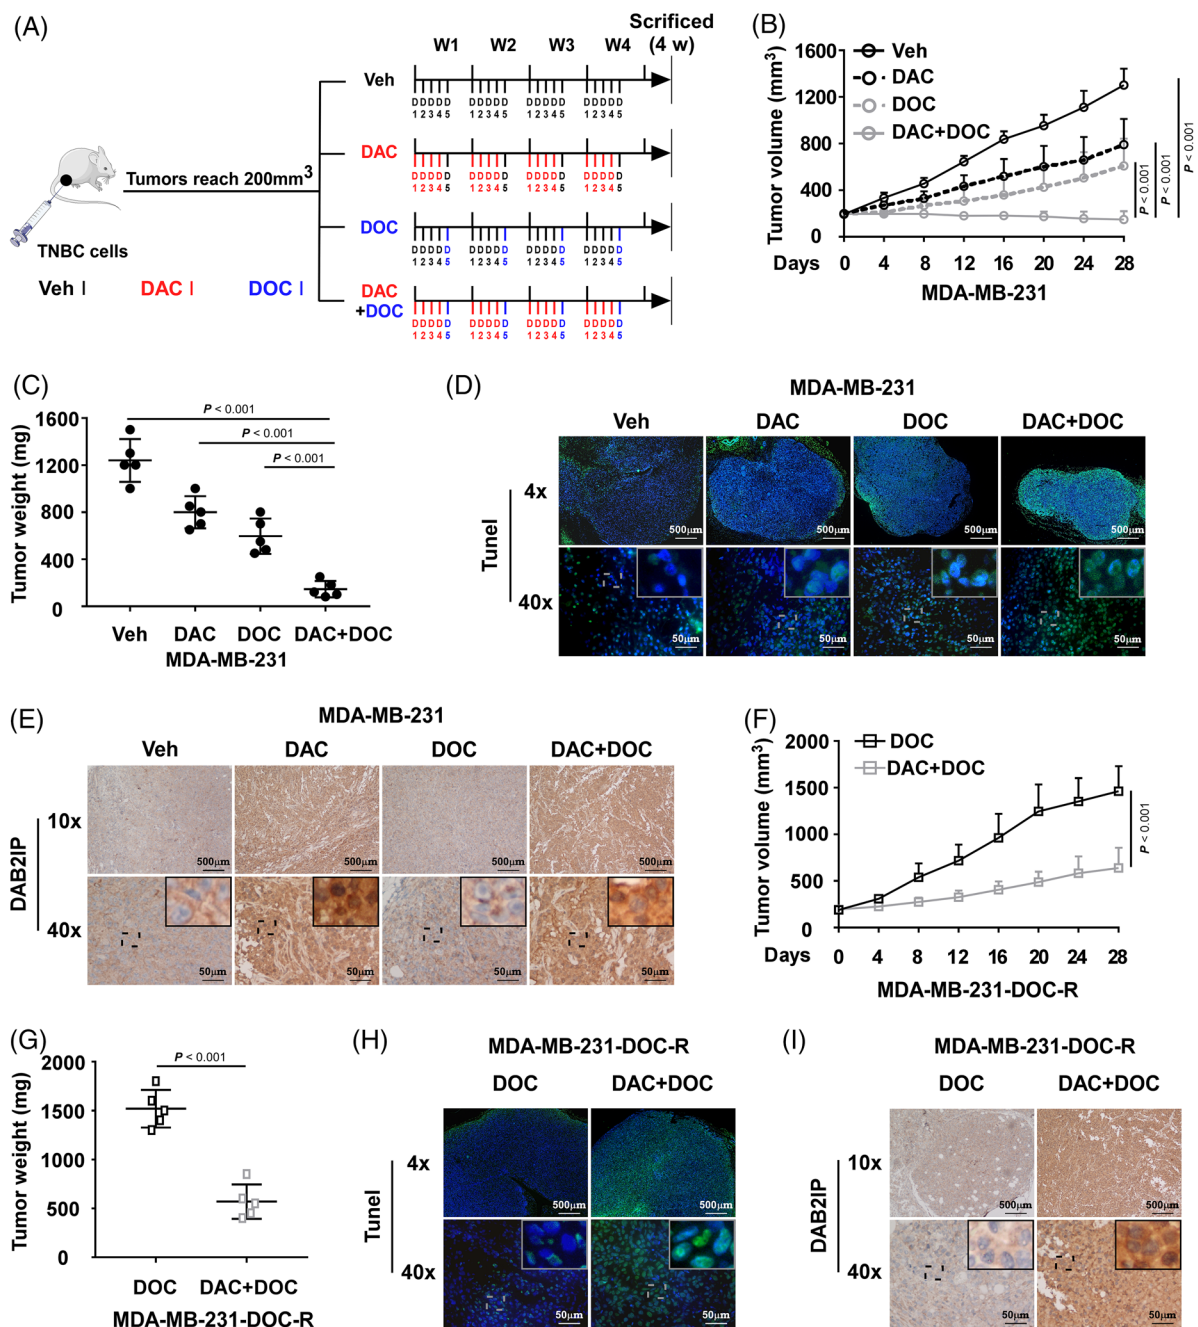 (A)
Scrificed
(4 w)
W1 W2 W3 W4
Veh
D D D D D D D D D D D D D D D D D D D D
1 2 3 4 5 1 2 3 4 5 1 2 3 4 5 1 2 3 4 5
DAC
D D D D D D D D D D D D D D D D D D D D
1 2 3 4 5 1 2 3 4 5 1 2 3 4 5 1 2 3 4 5
Tumors reach 200mm3
DOC
D D D D D D D D D D D D D D D D D D D D
1 2 3 4 5 1 2 3 4 5 1 2 3 4 5 1 2 3 4 5
TNBC cells
Veh DAC DOC
DAC
+DOC
D D D D D D D D D D D D D D D D D D D D
1 2 3 4 5 1 2 3 4 5 1 2 3 4 5 1 2 3 4 5
(B)
Tumor volume (mm3)
1600
1200
800
400
0
Veh
DAC
DOC
DAC+DOC
P < 0.001
P < 0.001
P < 0.001
Days 0 4 8 12 16 20 24 28
MDA-MB-231
(C)
Tumor weight (mg)
1600
1200
800
400
0
P < 0.001
P < 0.001
P < 0.001
Veh DAC DOC DAC+DOC
MDA-MB-231
(D)
MDA-MB-231
Veh DAC DOC DAC+DOC
Tunel
4x
500μm 500μm 500μm 500μm
40x
50μm 50μm 50μm 50μm
(E)
MDA-MB-231
Veh DAC DOC DAC+DOC
DAB2IP
10x
500μm 500μm 500μm 500μm
40x
50μm 50μm 50μm 50μm
(F)
Tumor volume (mm3)
2000
1500
1000
500
0
DOC
DAC+DOC
P < 0.001
Days 0 4 8 12 16 20 24 28
MDA-MB-231-DOC-R
(G)
Tumor weight (mg)
2000
1500
1000
500
0
P < 0.001
DOC DAC+DOC
MDA-MB-231-DOC-R
(H)
MDA-MB-231-DOC-R
DOC DAC+DOC
Tunel
4x
500μm 500μm
40x
50μm 50μm
(I)
MDA-MB-231-DOC-R
DOC DAC+DOC
DAB2IP
10x
500μm 500μm
40x
50μm 50μm